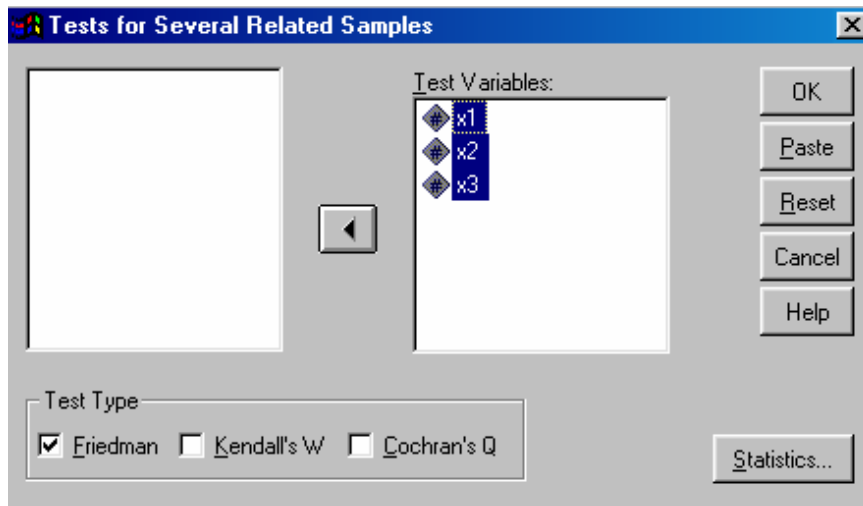 Tests for Several Related Samples
Test Variables:
x1
x2
x3
OK
Paste
Reset
Cancel
Help
Test Type
Friedman
Kendall's W
Cochran's Q
Statistics...